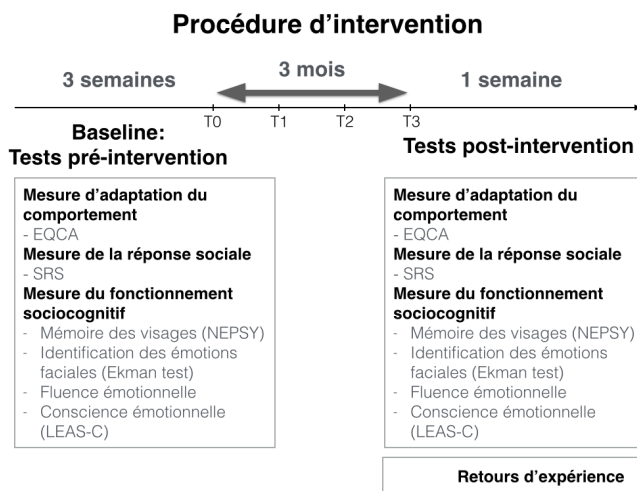 Procédure d'intervention
3 semaines
3 mois
1 semaine
T0
T1
T2
T3
Baseline:
Tests pré-intervention
Tests post-intervention
Mesure d'adaptation du
comportement
- EQCA
Mesure de la réponse sociale
- SRS
Mesure du fonctionnement
sociocognitif
- Mémoire des visages (NEPSY)
- Identification des émotions
faciales (Ekman test)
- Fluence émotionnelle
- Conscience émotionnelle
(LEAS-C)
Mesure d'adaptation du
comportement
- EQCA
Mesure de la réponse sociale
- SRS
Mesure du fonctionnement
sociocognitif
- Mémoire des visages (NEPSY)
- Identification des émotions
faciales (Ekman test)
- Fluence émotionnelle
- Conscience émotionnelle
(LEAS-C)
Retours d'expérience